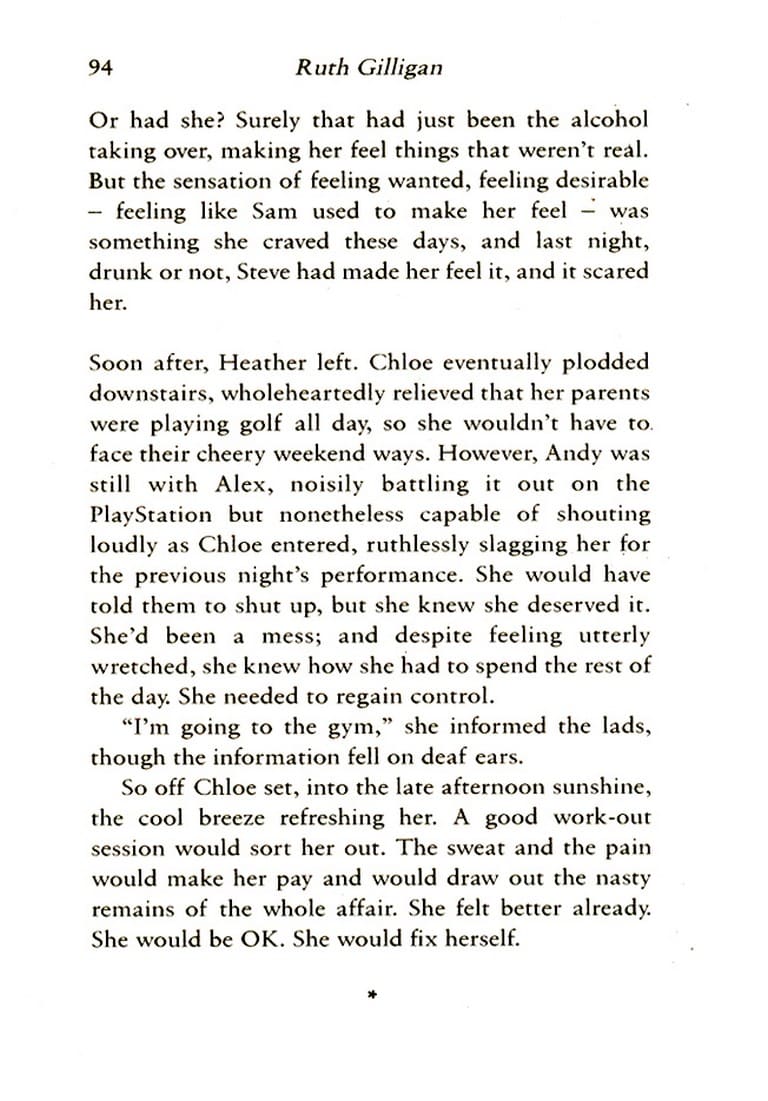 94 Ruth Gilligan
Or had she? Surely that had just been the alcohol
taking over, making her feel things that weren't real.
But the sensation of feeling wanted, feeling desirable
– feeling like Sam used to make her feel – was
something she craved these days, and last night,
drunk or not, Steve had made her feel it, and it scared
her.
Soon after, Heather left. Chloe eventually plodded
downstairs, wholeheartedly relieved that her parents
were playing golf all day, so she wouldn't have to
face their cheery weekend ways. However, Andy was
still with Alex, noisily battling it out on the
PlayStation but nonetheless capable of shouting
loudly as Chloe entered, ruthlessly slagging her for
the previous night's performance. She would have
told them to shut up, but she knew she deserved it.
She'd been a mess; and despite feeling utterly
wretched, she knew how she had to spend the rest of
the day. She needed to regain control.
“I'm going to the gym,” she informed the lads,
though the information fell on deaf ears.
So off Chloe set, into the late afternoon sunshine,
the cool breeze refreshing her. A good work-out
session would sort her out. The sweat and the pain
would make her pay and would draw out the nasty
remains of the whole affair. She felt better already.
She would be OK. She would fix herself.
*